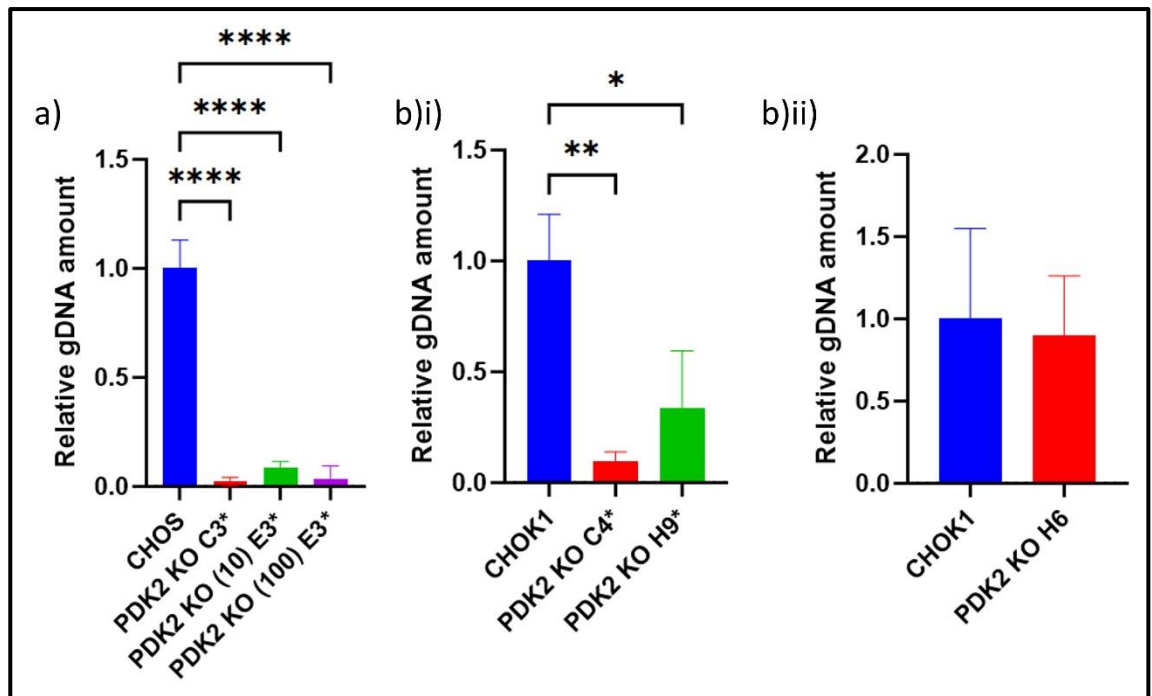 a)
****
****
****
Relative gDNA amount
1.5
1.0
0.5
0.0
CHOS
PDK2 KO C3*
PDK2 KO (10) E3*
PDK2 KO (100) E3*
b)i)
*
**
Relative gDNA amount
1.5
1.0
0.5
0.0
CHOK1
PDK2 KO C4*
PDK2 KO H9*
b)ii)
Relative gDNA amount
2.0
1.5
1.0
0.5
0.0
CHOK1
PDK2 KO H6